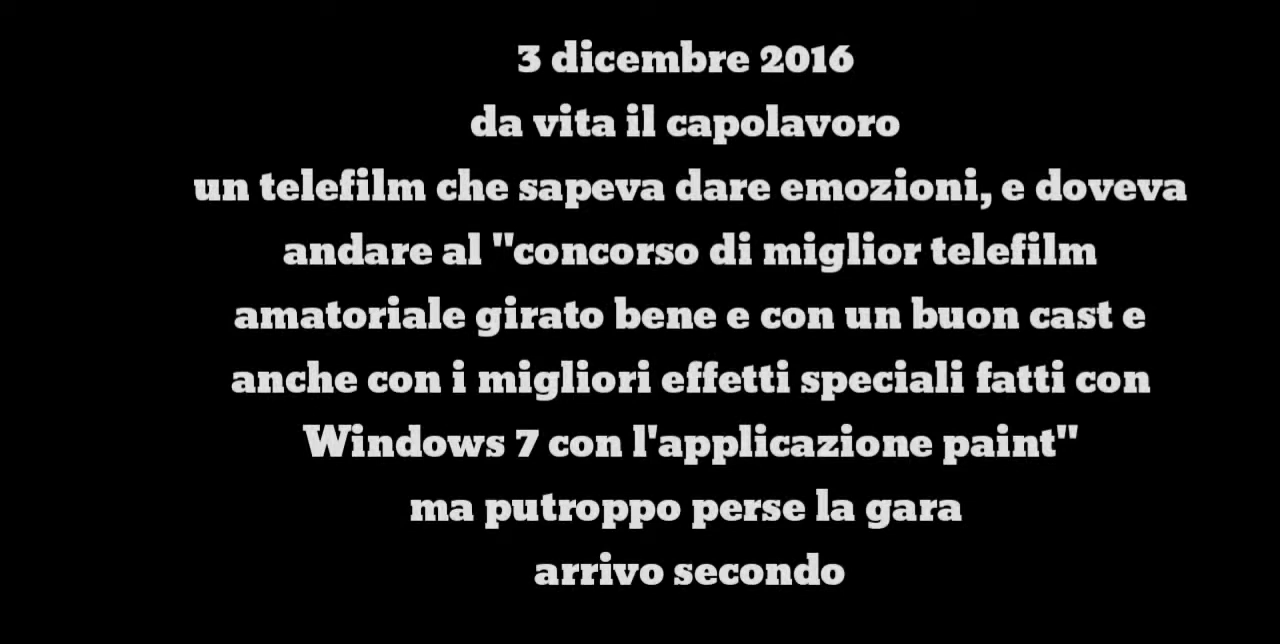 3 dicembre 2016
da vita il capolavoro
un telefilm che sapeva dare emozioni, e doveva
andare al "concorso di miglior telefilm
amatoriale girato bene e con un buon cast e
anche con i migliori effetti speciali fatti con
Windows 7 con l'applicazione paint"
ma putroppo perse la gara
arrivo secondo